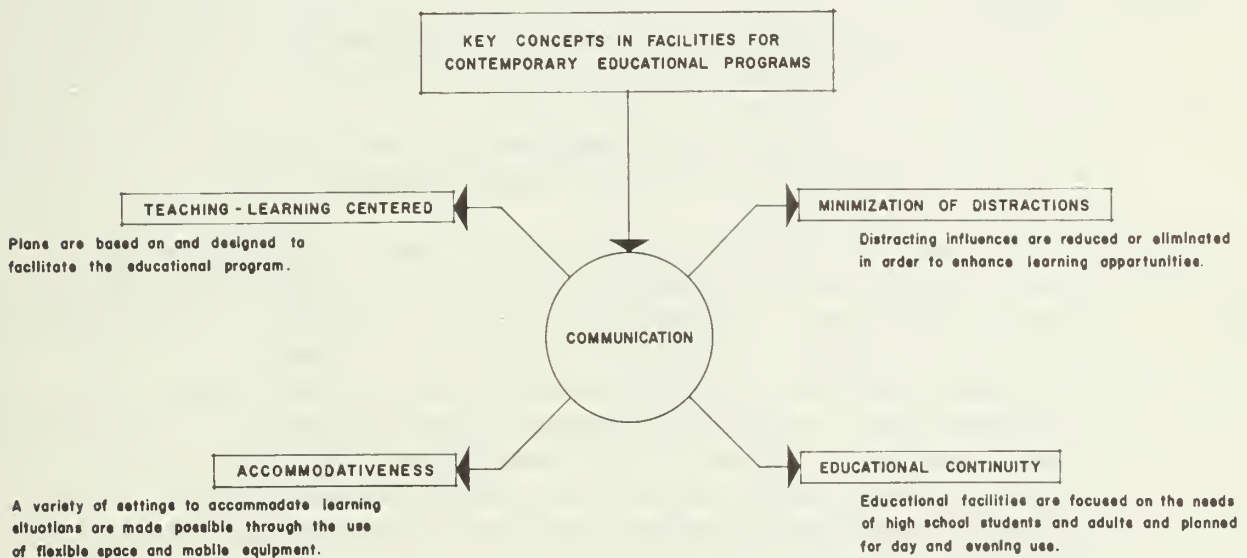 KEY CONCEPTS IN FACILITIES FOR
CONTEMPORARY EDUCATIONAL PROGRAMS
TEACHING - LEARNING CENTERED
Plans are based on and designed to
facilitate the educational program.
MINIMIZATION OF DISTRACTIONS
Distracting influences are reduced or eliminated
in order to enhance learning opportunities.
COMMUNICATION
ACCOMMODATIVENESS
A variety of settings to accommodate learning
situations are made possible through the use
of flexible space and mobile equipment.
EDUCATIONAL CONTINUITY
Educational facilities are focused on the needs
of high school students and adults and planned
for day and evening use.